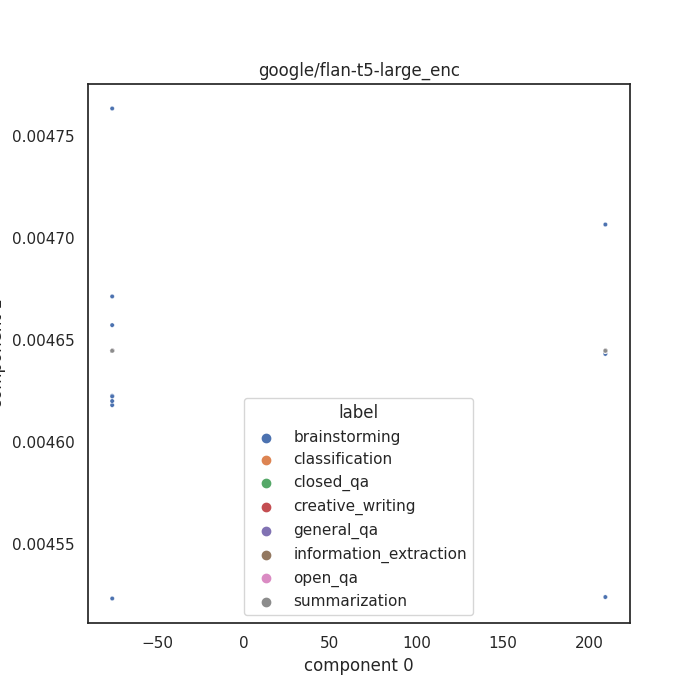 google/flan-t5-large_enc
0.00475
0.00470
0.00465
0.00460
0.00455
label
brainstorming
classification
closed_qa
creative_writing
general_qa
information_extraction
open_qa
summarization
−50
0
50
100
150
200
component 0